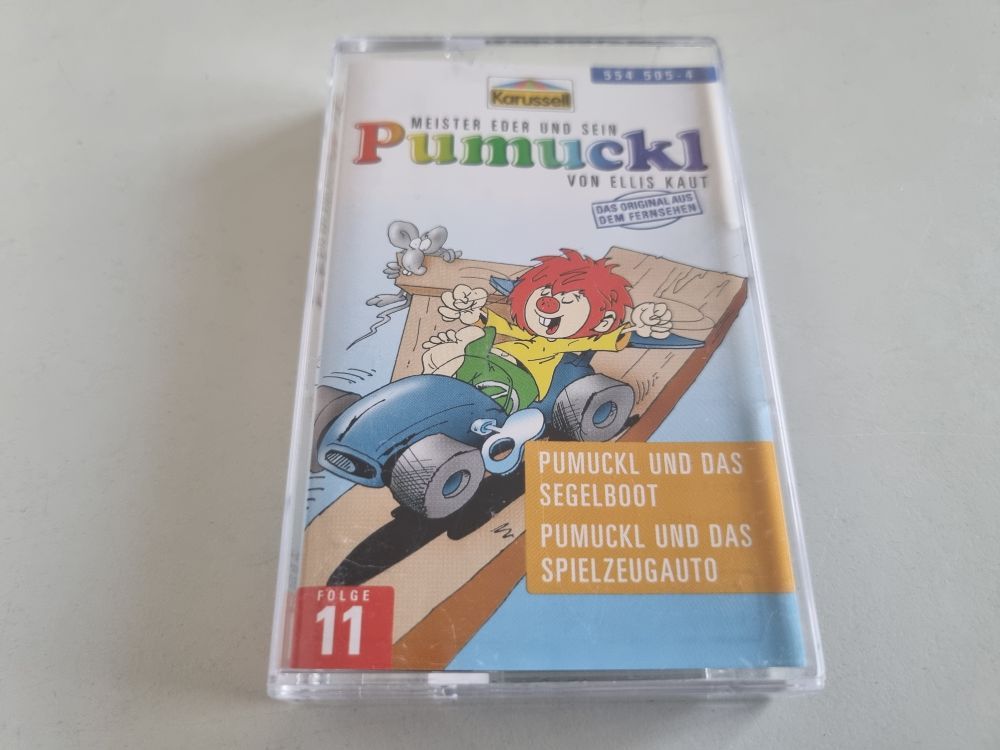 554 505-4
Karussell
MEISTER EDER UND SEIN
Pumuckl
VON ELLIS KAUT
DAS ORIGINAL AUS
DEM FERNSEHEN
PUMUCKL UND DAS
SEGELBOOT
PUMUCKL UND DAS
SPIELZEUGAUTO
FOLGE
11